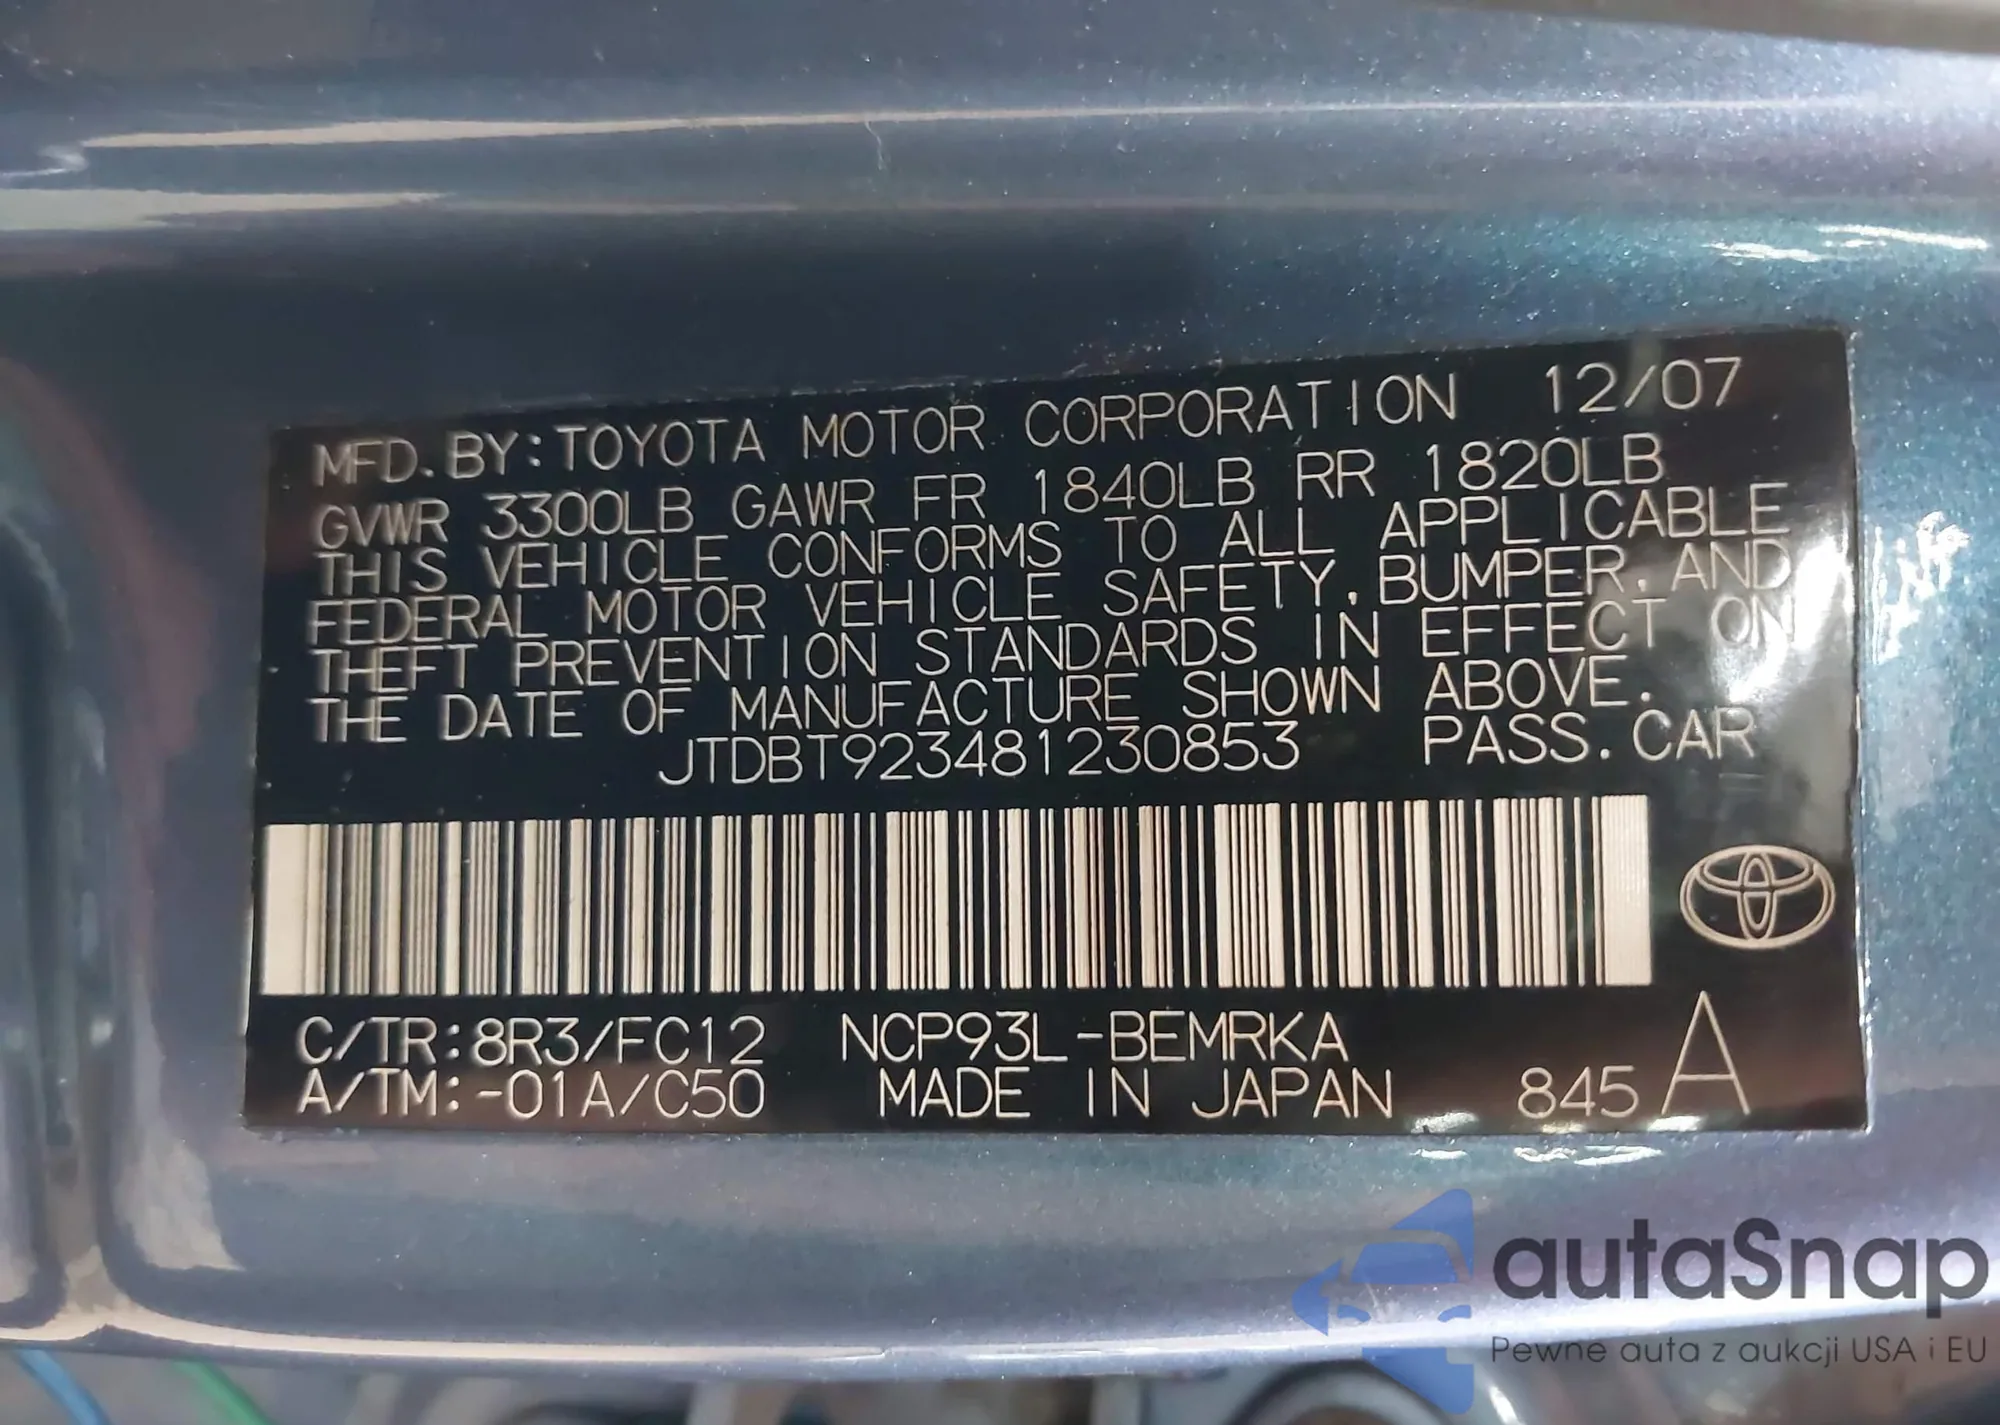 MFD. BY: TOYOTA MOTOR CORPORATION 12/07
GVWR 3300LB GAWR FR 1840LB RR 1820LB
THIS VEHICLE CONFORMS TO ALL APPLICABLE
FEDERAL MOTOR VEHICLE SAFETY, BUMPER, AND
THEFT PREVENTION STANDARDS IN EFFECT ON
THE DATE OF MANUFACTURE SHOWN ABOVE.
JTDBT923481230853 PASS. CAR
C/TR: 8R3/FC12 NCP93L-BEMRKA
A/TM: -01A/C50 MADE IN JAPAN 845 A
autaSnap
Pewne auta z aukcji USA i EU